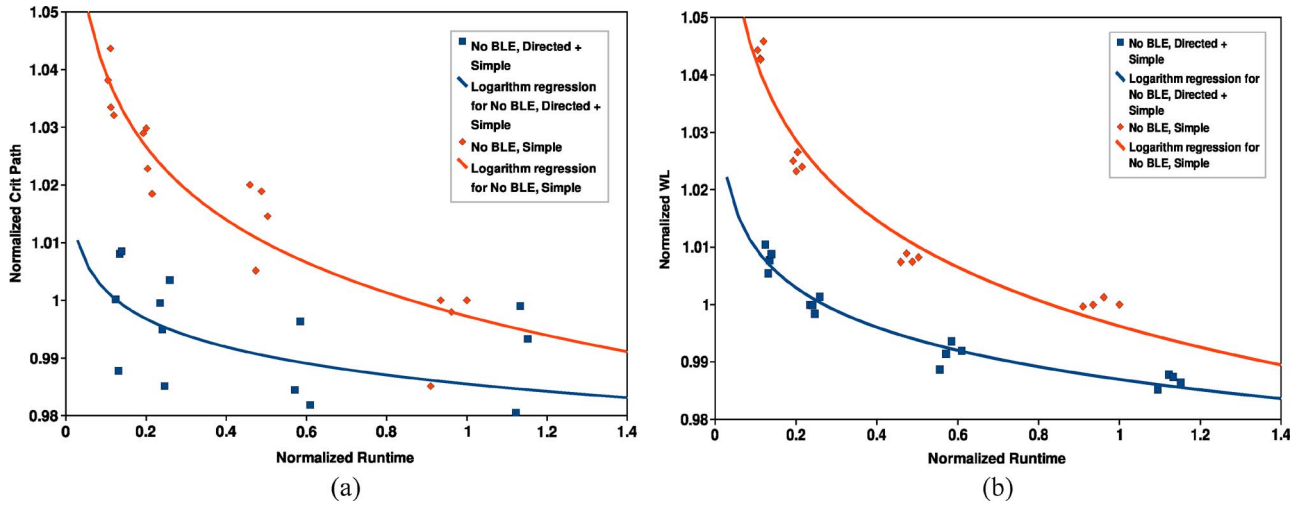 1.05
1.04
1.03
1.02
1.01
1
0.99
0.98
Normalized Crit Path
0 0.2 0.4 0.6 0.8 1 1.2 1.4
Normalized Runtime
No BLE, Directed +
Simple
Logarithm regression
for No BLE, Directed +
Simple
No BLE, Simple
Logarithm regression
for No BLE, Simple
(a)
1.05
1.04
1.03
1.02
1.01
1
0.99
0.98
Normalized WL
0 0.2 0.4 0.6 0.8 1 1.2 1.4
Normalized Runtime
No BLE, Directed +
Simple
Logarithm regression for
No BLE, Directed +
Simple
No BLE, Simple
Logarithm regression for
No BLE, Simple
(b)